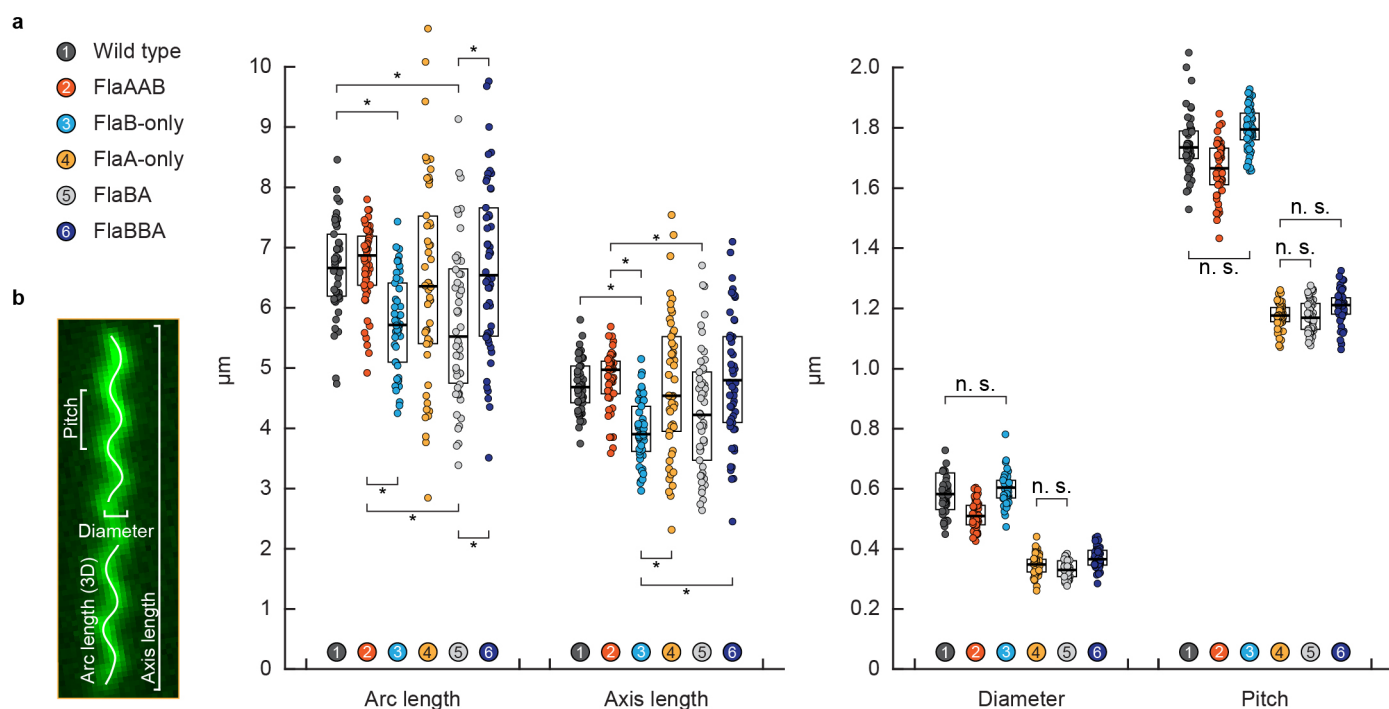 a
1 Wild type
2 FlaAAB
3 FlaB-only
4 FlaA-only
5 FlaBA
6 FlaBBA
b
Pitch
Diameter
Arc length (3D)
Axis length
µm
10
9
8
7
6
5
4
3
2
1
0
*
*
*
*
*
*
*
*
*
*
*
1 2 3 4 5 6
1 2 3 4 5 6
Arc length
Axis length
µm
2.0
1.8
1.6
1.4
1.2
1.0
0.8
0.6
0.4
0.2
0
n. s.
n. s.
n. s.
n. s.
n. s.
1 2 3 4 5 6
1 2 3 4 5 6
Diameter
Pitch